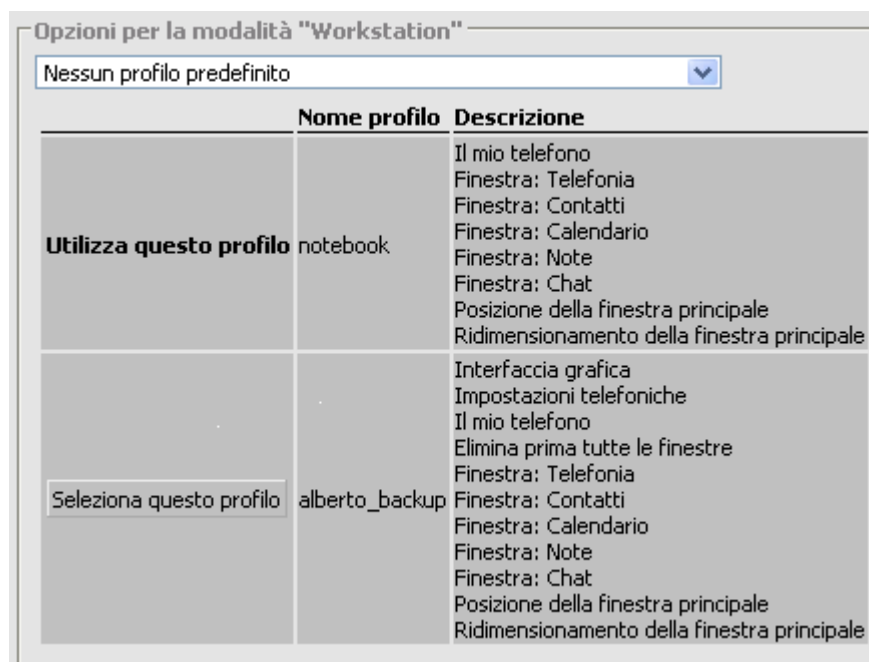 Opzioni per la modalità "Workstation"
Nessun profilo predefinito
Nome profilo Descrizione
Utilizza questo profilo notebook
Il mio telefono
Finestra: Telefonia
Finestra: Contatti
Finestra: Calendario
Finestra: Note
Finestra: Chat
Posizione della finestra principale
Ridimensionamento della finestra principale
Seleziona questo profilo alberto_backup
Interfaccia grafica
Impostazioni telefoniche
Il mio telefono
Elimina prima tutte le finestre
Finestra: Telefonia
Finestra: Contatti
Finestra: Calendario
Finestra: Note
Finestra: Chat
Posizione della finestra principale
Ridimensionamento della finestra principale